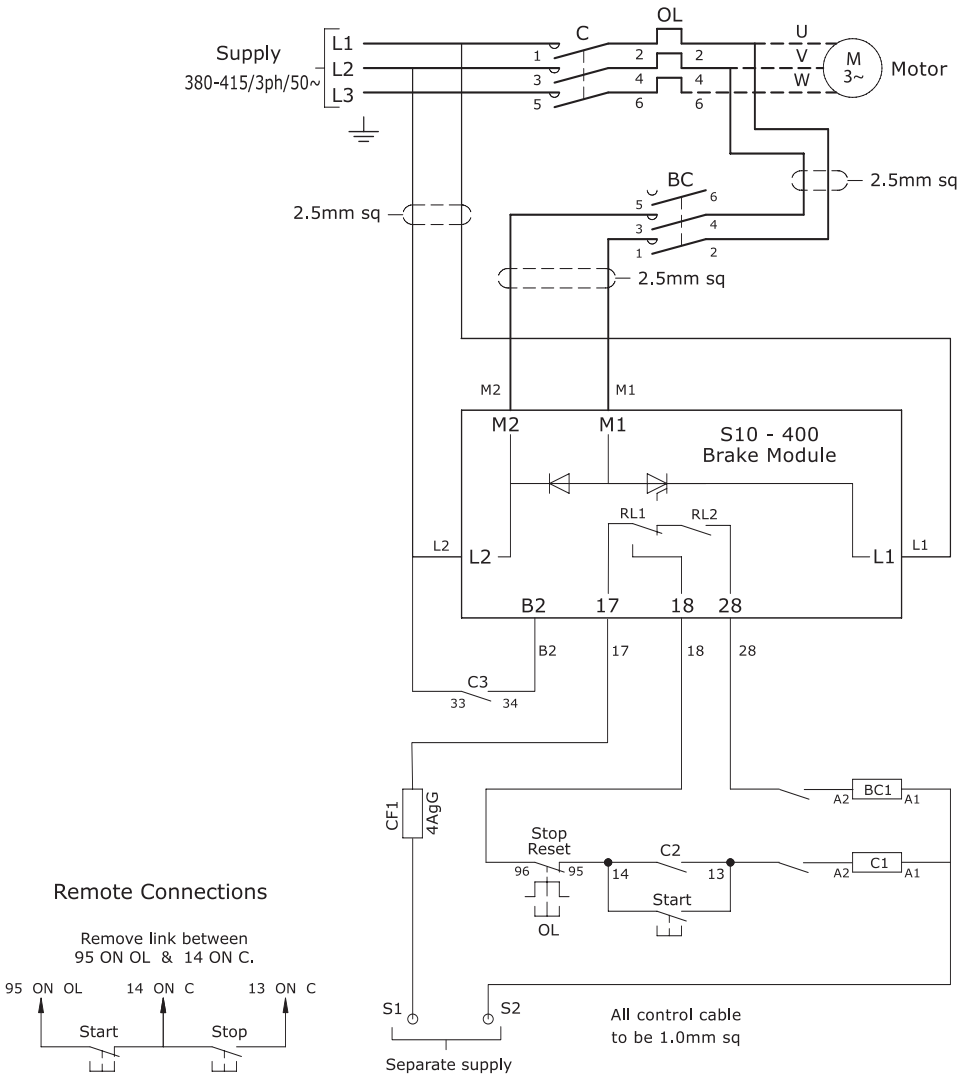 OL
C
Supply
380-415/3ph/50~
L1
L2
L3
1
2
2
3
4
4
5
6
6
U
V
W
M
3~
Motor
2.5mm sq
BC
5
6
3
4
1
2
2.5mm sq
2.5mm sq
M2
M1
M2
M1
S10 - 400
Brake Module
RL1
RL2
L2
L2
L1
L1
B2
17
18
28
B2
17
18
28
C3
33
34
CF1
4AgG
BC1
A2
A1
Stop
Reset
96
95
14
C2
13
C1
A2
A1
Start
OL
Remote Connections
Remove link between
95 ON OL & 14 ON C.
95 ON OL
14 ON C
13 ON C
Start
Stop
S1
S2
Separate supply
All control cable
to be 1.0mm sq